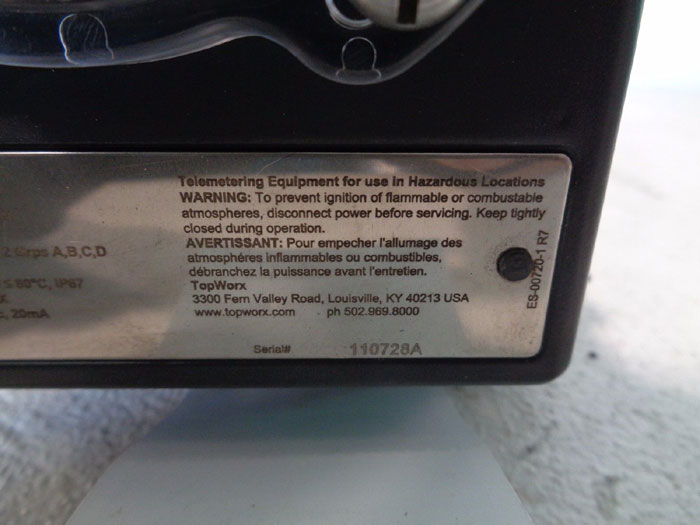 Telemetering Equipment for use in Hazardous Locations
WARNING: To prevent ignition of flammable or combustable
atmospheres, disconnect power before servicing. Keep tightly
closed during operation.
AVERTISSANT: Pour empecher l'allumage des
atmosphéres inflammables ou combustibles,
débranchez la puissance avant l'entretien.
TopWorx
3300 Fern Valley Road, Louisville, KY 40213 USA
www.topworx.com ph 502.969.8000
Serial# 110728A
2 Grps A,B,C,D
≤ 80°C, IP67
, 20mA
ES-00720-1 R7